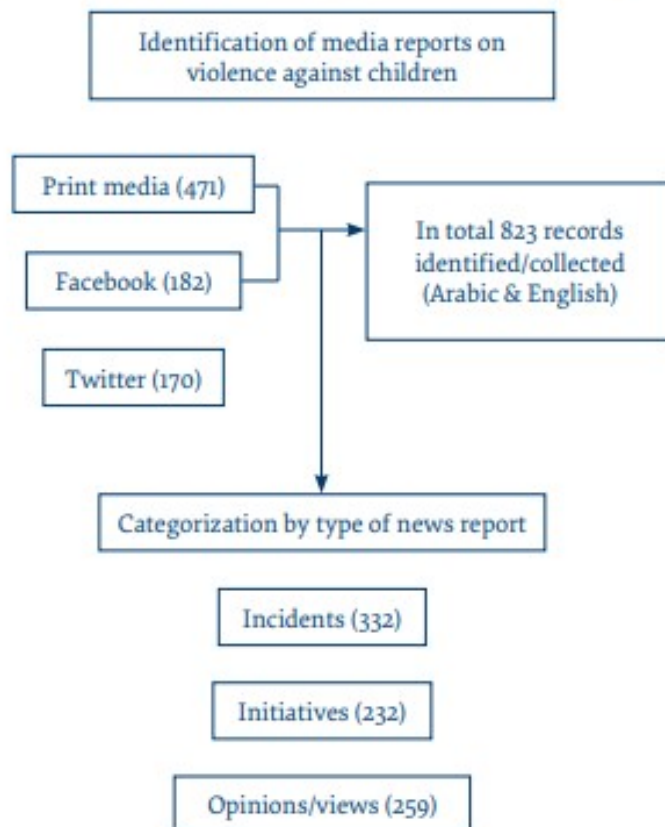 Identification of media reports on
violence against children
Print media (471)
Facebook (182)
Twitter (170)
In total 823 records
identified/collected
(Arabic & English)
Categorization by type of news report
Incidents (332)
Initiatives (232)
Opinions/views (259)